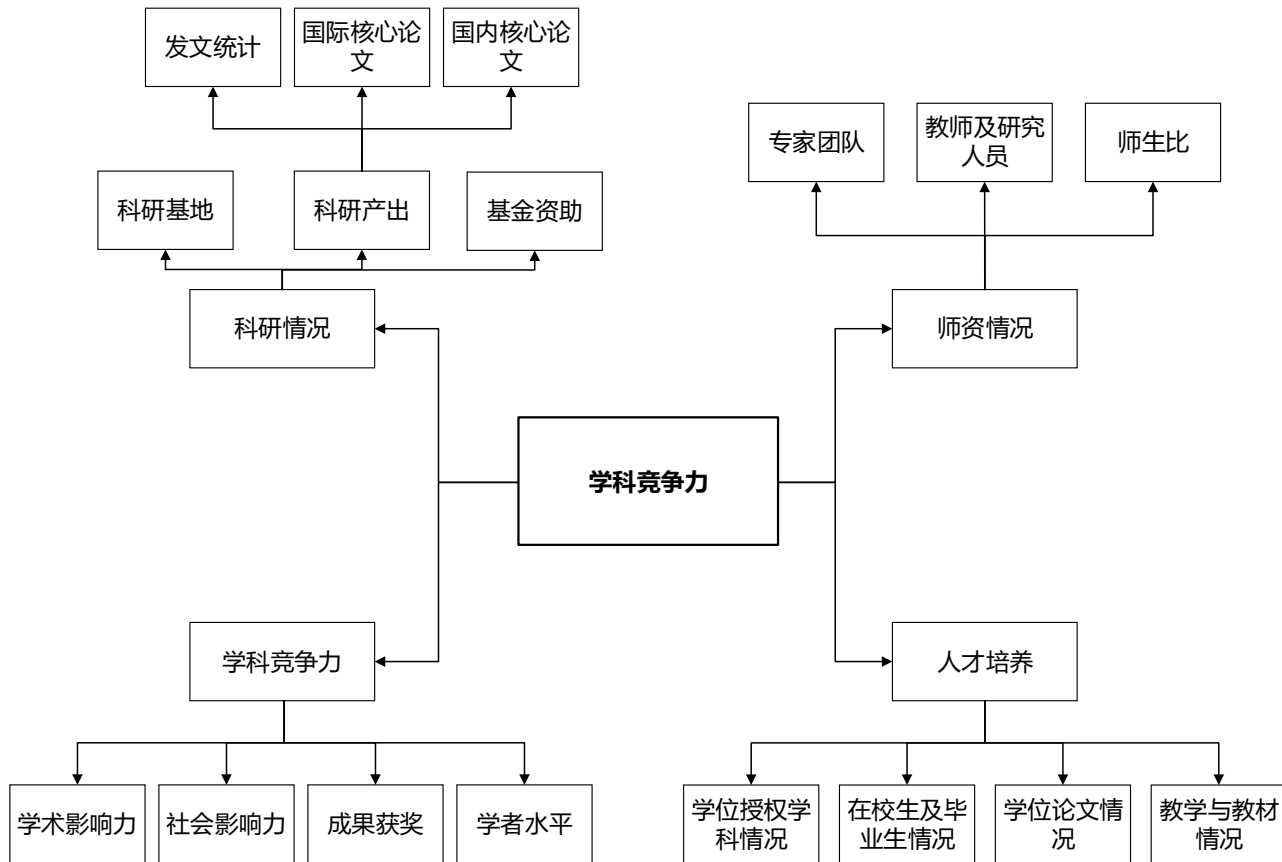 发文统计
国际核心论
文
国内核心论
文
专家团队
教师及研究
人员
师生比
科研基地
科研产出
基金资助
科研情况
师资情况
学科竞争力
学科竞争力
人才培养
学术影响力
社会影响力
成果获奖
学者水平
学位授权学
科情况
在校生及毕
业生情况
学位论文情
况
教学与教材
情况